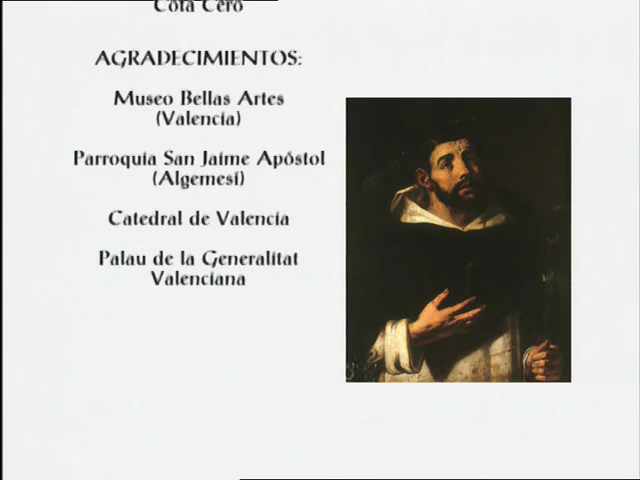 Cota Cero
AGRADECIMIENTOS:
Museo Bellas Artes
(Valencia)
Parroquia San Jaime Apóstol
(Algemesí)
Catedral de Valencia
Palau de la Generalitat
Valenciana